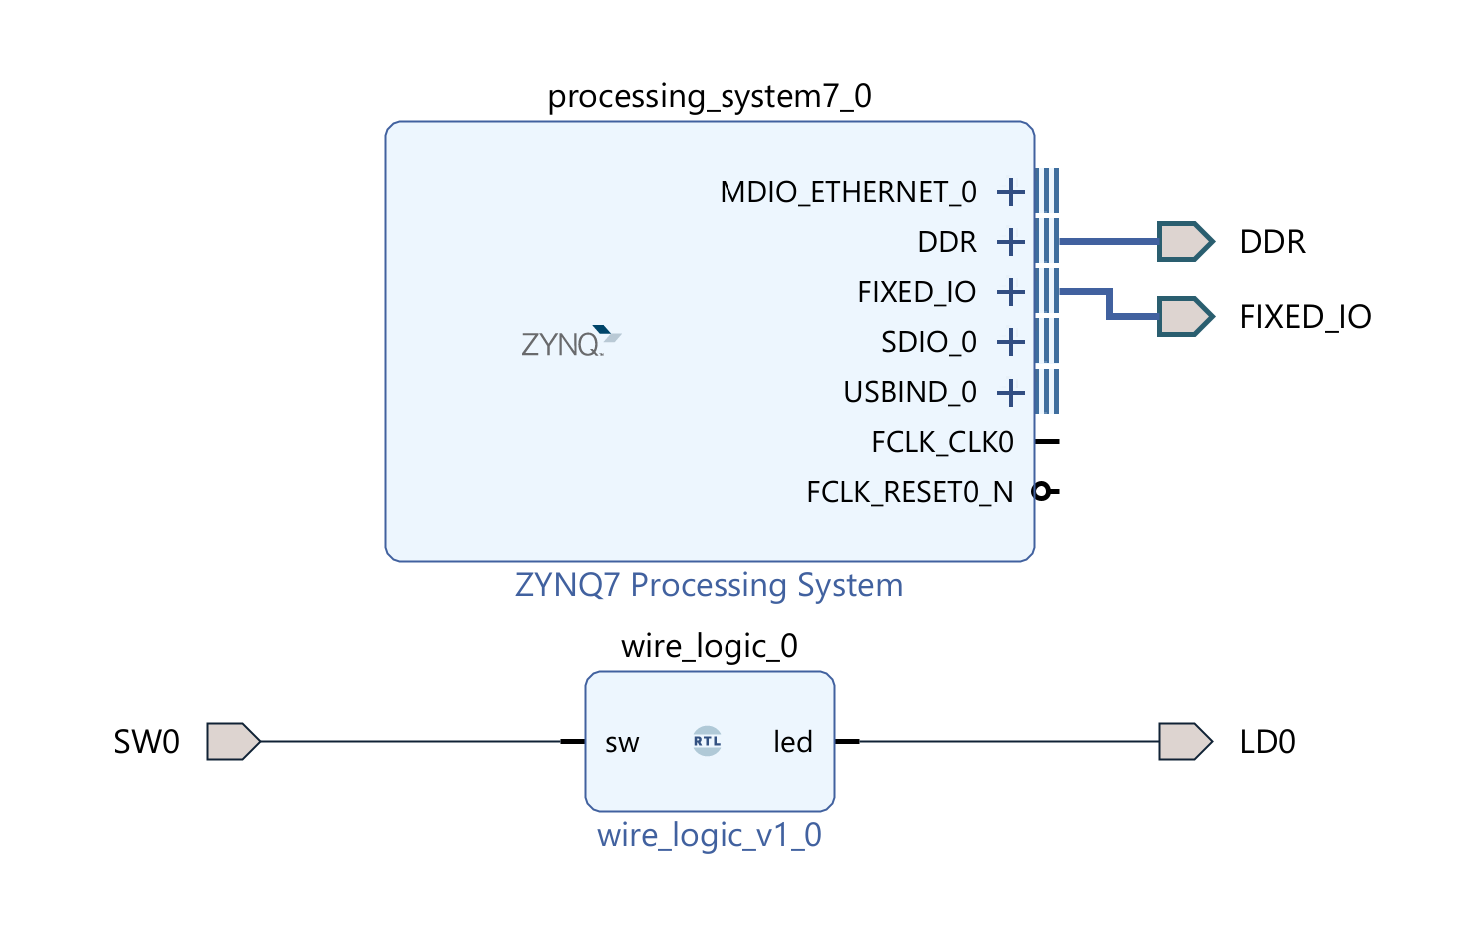 processing_system7_0
MDIO_ETHERNET_0
DDR
DDR
FIXED_IO
FIXED_IO
ZYNQ
SDIO_0
USBIND_0
FCLK_CLK0
FCLK_RESET0_N
ZYNQ7 Processing System
wire_logic_0
SW0
sw
RTL
led
LD0
wire_logic_v1_0